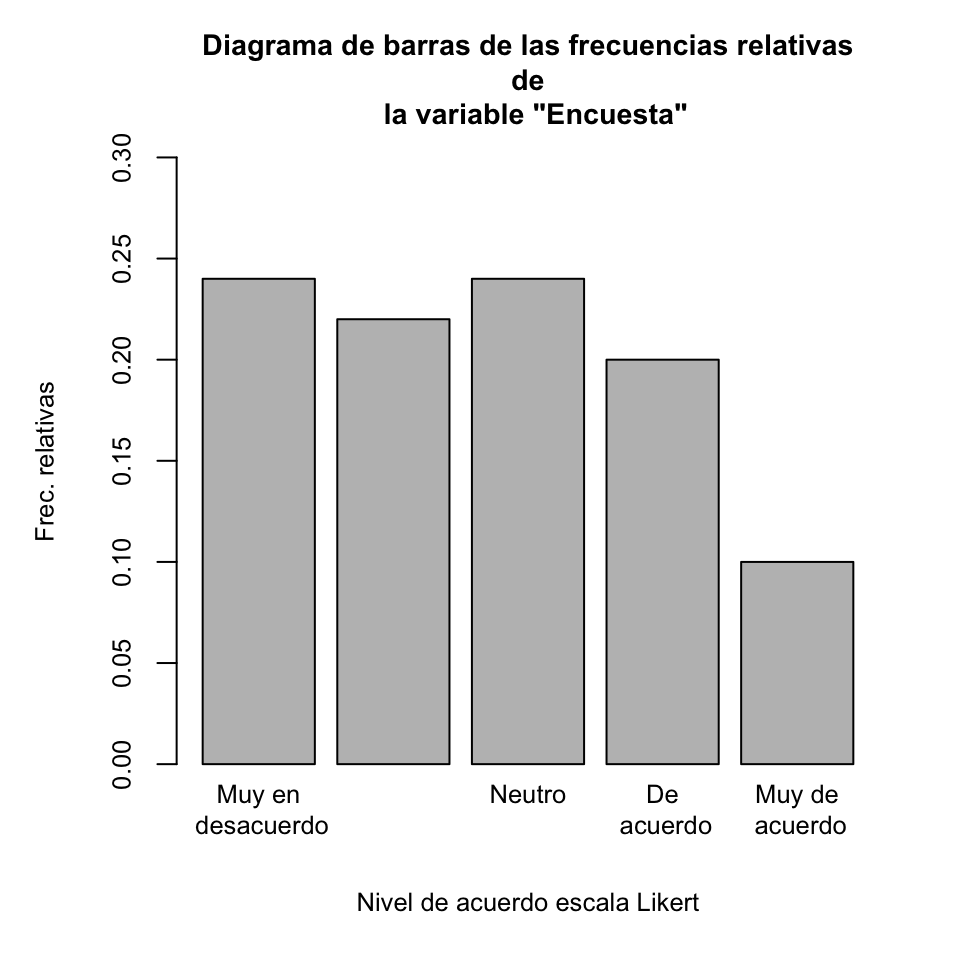 Diagrama de barras de las frecuencias relativas
de
la variable "Encuesta"
0.30
0.25
0.20
0.15
0.10
0.05
0.00
Frec. relativas
Muy en
desacuerdo
Neutro
De
acuerdo
Muy de
acuerdo
Nivel de acuerdo escala Likert